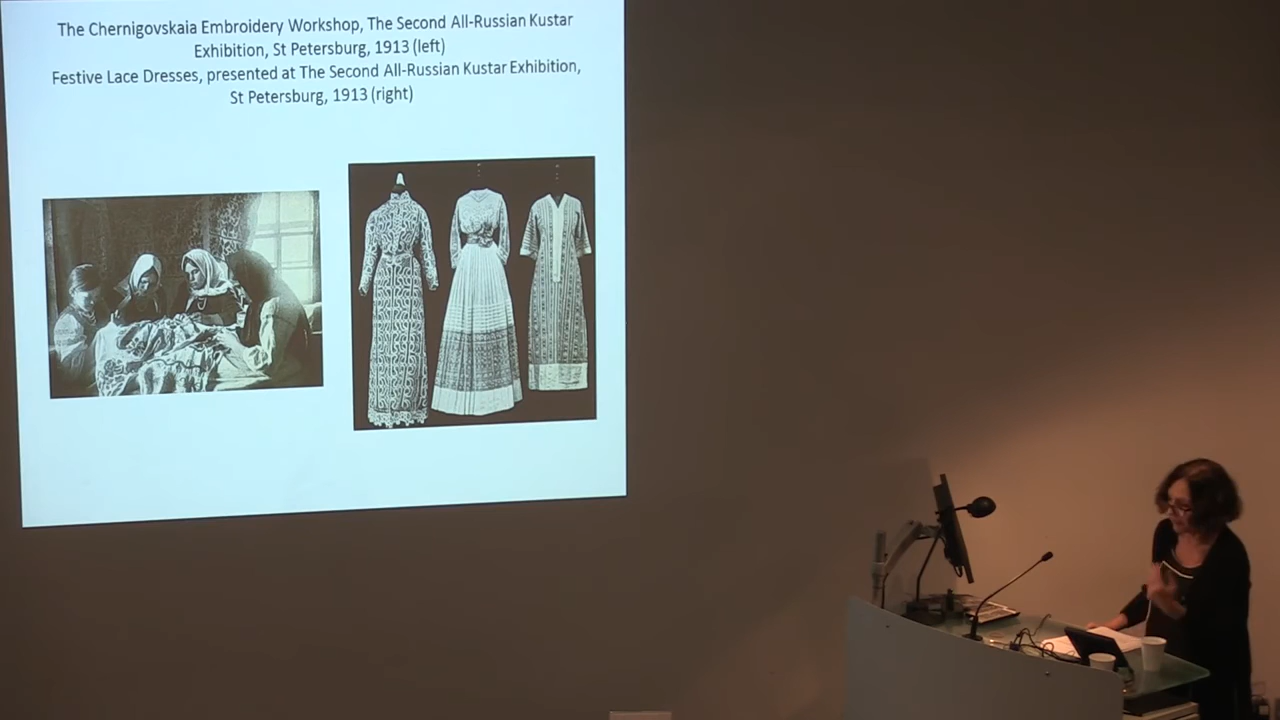 The Chernigovskaia Embroidery Workshop, The Second All-Russian Kustar
Exhibition, St Petersburg, 1913 (left)
Festive Lace Dresses, presented at The Second All-Russian Kustar Exhibition,
St Petersburg, 1913 (right)